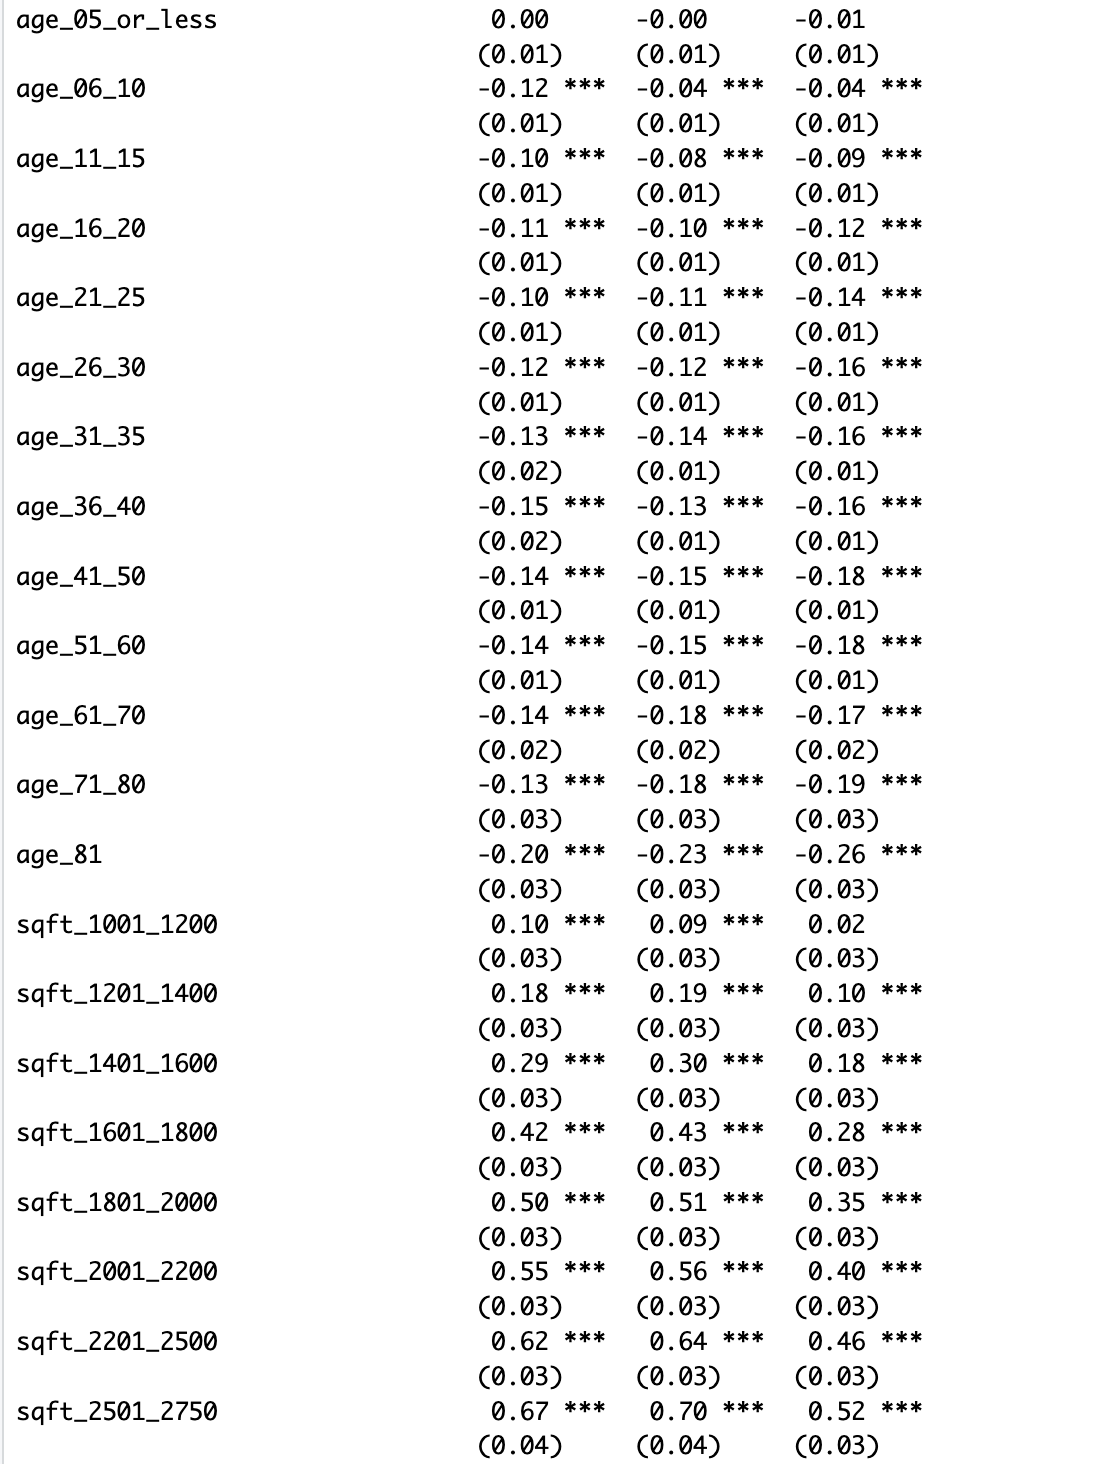 age_05_or_less 0.00 -0.00 -0.01
(0.01) (0.01) (0.01)
age_06_10 -0.12 *** -0.04 *** -0.04 ***
(0.01) (0.01) (0.01)
age_11_15 -0.10 *** -0.08 *** -0.09 ***
(0.01) (0.01) (0.01)
age_16_20 -0.11 *** -0.10 *** -0.12 ***
(0.01) (0.01) (0.01)
age_21_25 -0.10 *** -0.11 *** -0.14 ***
(0.01) (0.01) (0.01)
age_26_30 -0.12 *** -0.12 *** -0.16 ***
(0.01) (0.01) (0.01)
age_31_35 -0.13 *** -0.14 *** -0.16 ***
(0.02) (0.01) (0.01)
age_36_40 -0.15 *** -0.13 *** -0.16 ***
(0.02) (0.01) (0.01)
age_41_50 -0.14 *** -0.15 *** -0.18 ***
(0.01) (0.01) (0.01)
age_51_60 -0.14 *** -0.15 *** -0.18 ***
(0.01) (0.01) (0.01)
age_61_70 -0.14 *** -0.18 *** -0.17 ***
(0.02) (0.02) (0.02)
age_71_80 -0.13 *** -0.18 *** -0.19 ***
(0.03) (0.03) (0.03)
age_81 -0.20 *** -0.23 *** -0.26 ***
(0.03) (0.03) (0.03)
sqft_1001_1200 0.10 *** 0.09 *** 0.02
(0.03) (0.03) (0.03)
sqft_1201_1400 0.18 *** 0.19 *** 0.10 ***
(0.03) (0.03) (0.03)
sqft_1401_1600 0.29 *** 0.30 *** 0.18 ***
(0.03) (0.03) (0.03)
sqft_1601_1800 0.42 *** 0.43 *** 0.28 ***
(0.03) (0.03) (0.03)
sqft_1801_2000 0.50 *** 0.51 *** 0.35 ***
(0.03) (0.03) (0.03)
sqft_2001_2200 0.55 *** 0.56 *** 0.40 ***
(0.03) (0.03) (0.03)
sqft_2201_2500 0.62 *** 0.64 *** 0.46 ***
(0.03) (0.03) (0.03)
sqft_2501_2750 0.67 *** 0.70 *** 0.52 ***
(0.04) (0.04) (0.03)